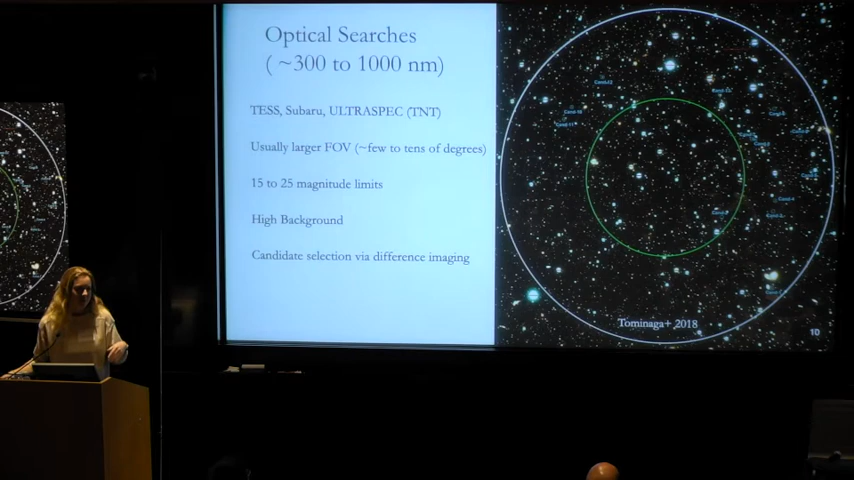 Optical Searches
( ~300 to 1000 nm)
TESS, Subaru, ULTRASPEC (TNT)
Usually larger FOV (~few to tens of degrees)
15 to 25 magnitude limits
High Background
Candidate selection via difference imaging
Tominaga+ 2018
10